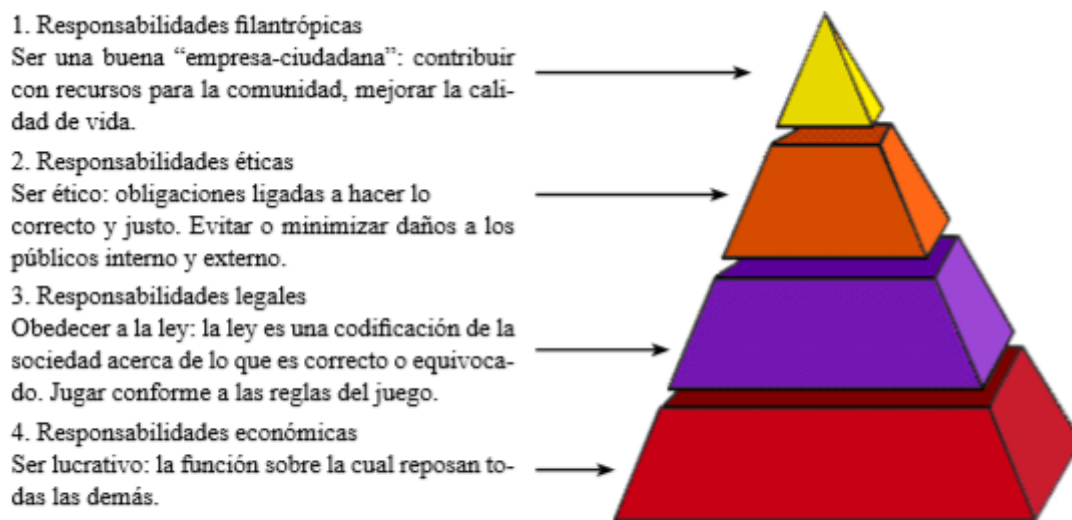 1. Responsabilidades filantrópicas
Ser una buena “empresa-ciudadana”: contribuir
con recursos para la comunidad, mejorar la cali-
dad de vida.
2. Responsabilidades éticas
Ser ético: obligaciones ligadas a hacer lo
correcto y justo. Evitar o minimizar daños a los
públicos interno y externo.
3. Responsabilidades legales
Obedecer a la ley: la ley es una codificación de la
sociedad acerca de lo que es correcto o equivoca-
do. Jugar conforme a las reglas del juego.
4. Responsabilidades económicas
Ser lucrativo: la función sobre la cual reposan to-
das las demás.